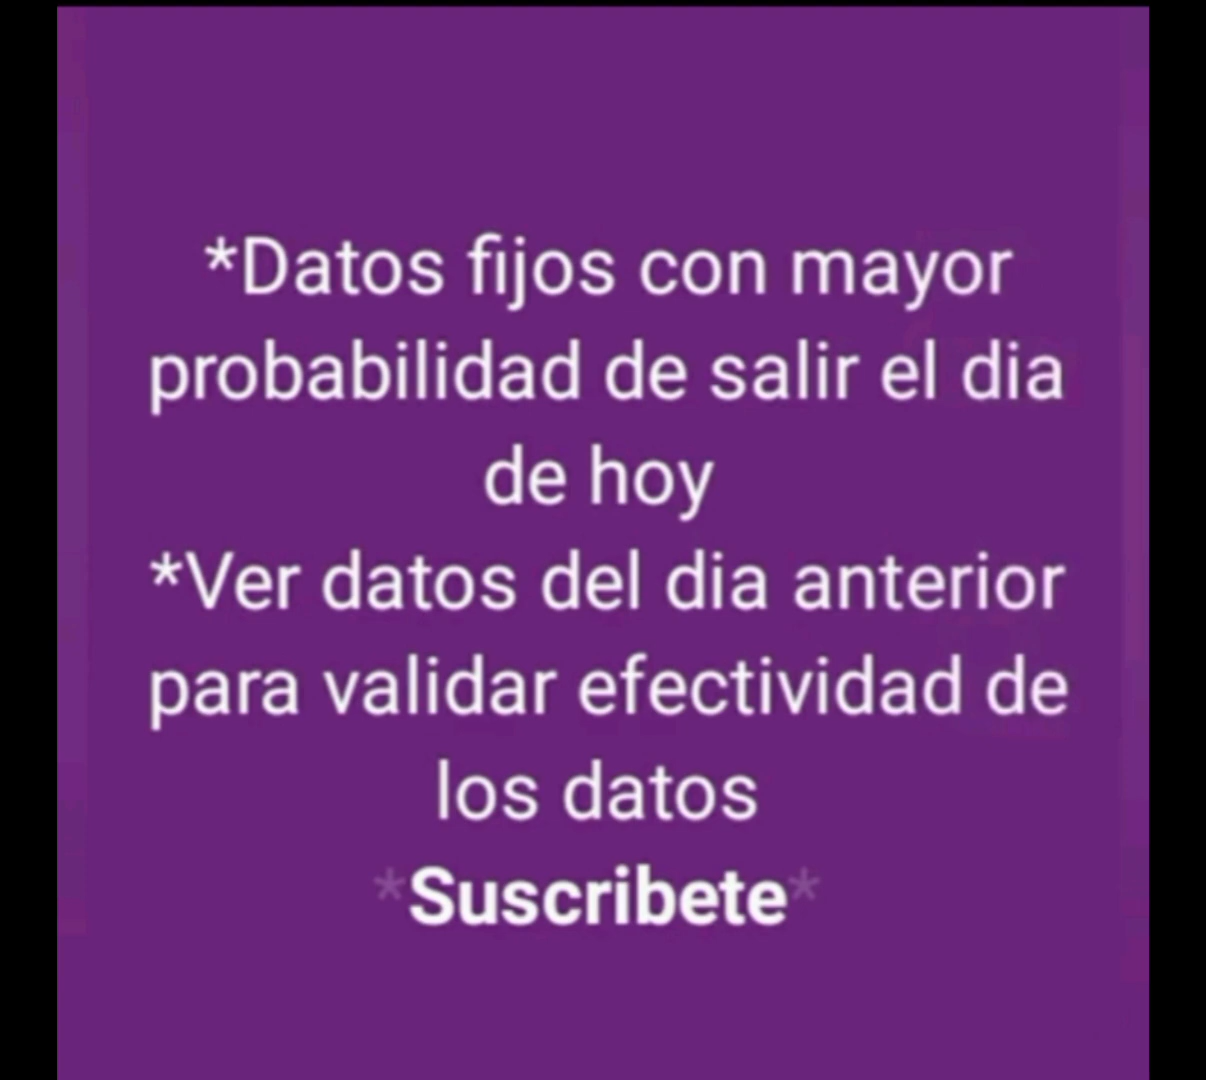 *Datos fijos con mayor
probabilidad de salir el dia
de hoy
*Ver datos del dia anterior
para validar efectividad de
los datos
*Suscribete*